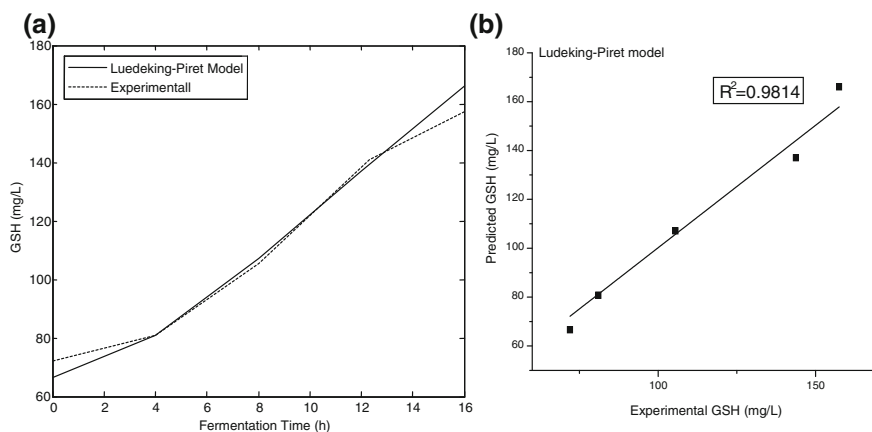 (a)
180
160
140
120
100
80
60
GSH (mg/L)
Luedeking-Piret Model
Experimentall
0 2 4 6 8 10 12 14 16
Fermentation Time (h)
(b)
Ludeking-Piret model
R²=0.9814
180
160
140
120
100
80
60
Predicted GSH (mg/L)
100 150
Experimental GSH (mg/L)